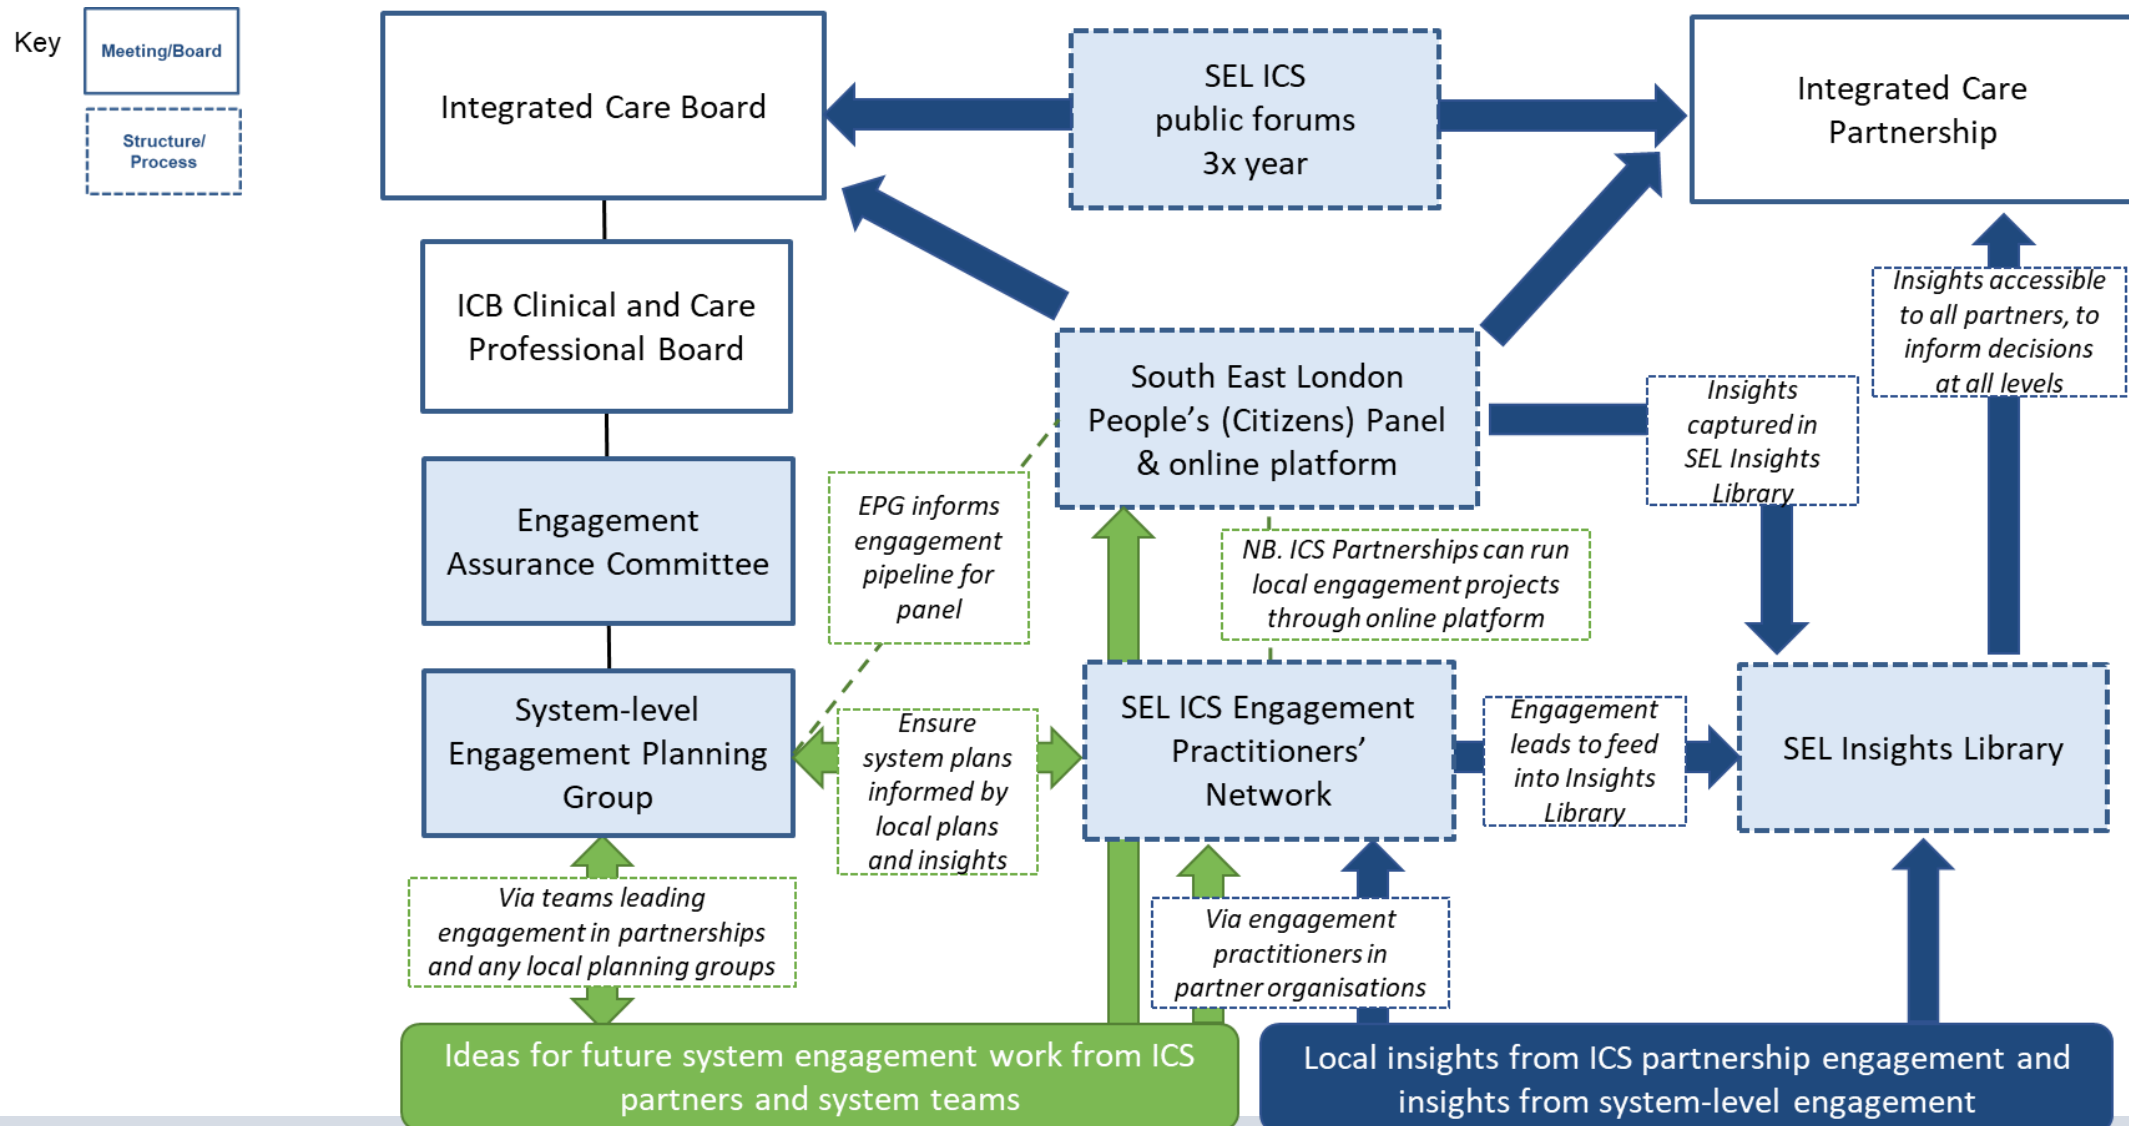 Key
Meeting/Board
Structure/
Process
Integrated Care Board
SEL ICS
public forums
3x year
Integrated Care
Partnership
ICB Clinical and Care
Professional Board
Insights accessible
to all partners, to
inform decisions
at all levels
South East London
People’s (Citizens) Panel
& online platform
Insights
captured in
SEL Insights
Library
Engagement
Assurance Committee
EPG informs
engagement
pipeline for
panel
NB. ICS Partnerships can run
local engagement projects
through online platform
System-level
Engagement Planning
Group
Ensure
system plans
informed by
local plans
and insights
SEL ICS Engagement
Practitioners’
Network
Engagement
leads to feed
into Insights
Library
SEL Insights Library
Via teams leading
engagement in partnerships
and any local planning groups
Via engagement
practitioners in
partner organisations
Ideas for future system engagement work from ICS
partners and system teams
Local insights from ICS partnership engagement and
insights from system-level engagement